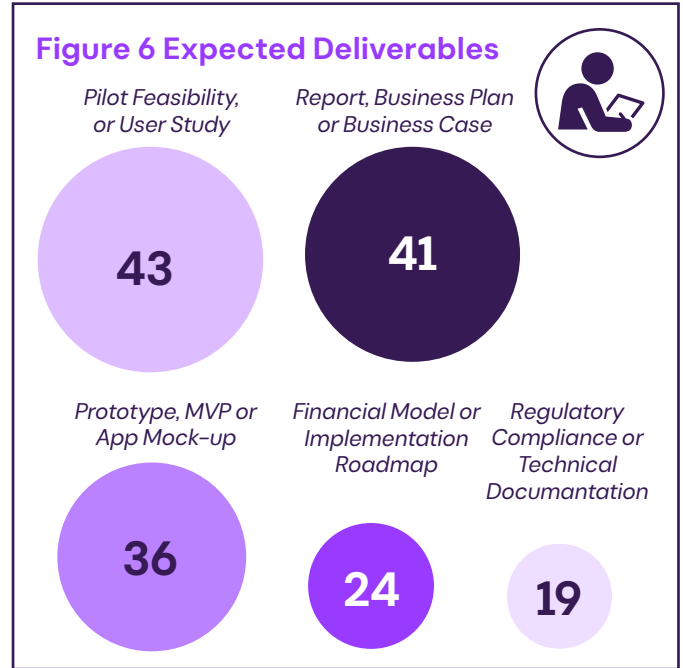 Figure 6 Expected Deliverables
Pilot Feasibility,
or User Study
43
Report, Business Plan
or Business Case
41
Prototype, MVP or
App Mock-up
36
Financial Model or
Implementation
Roadmap
24
Regulatory
Compliance or
Technical
Documantation
19